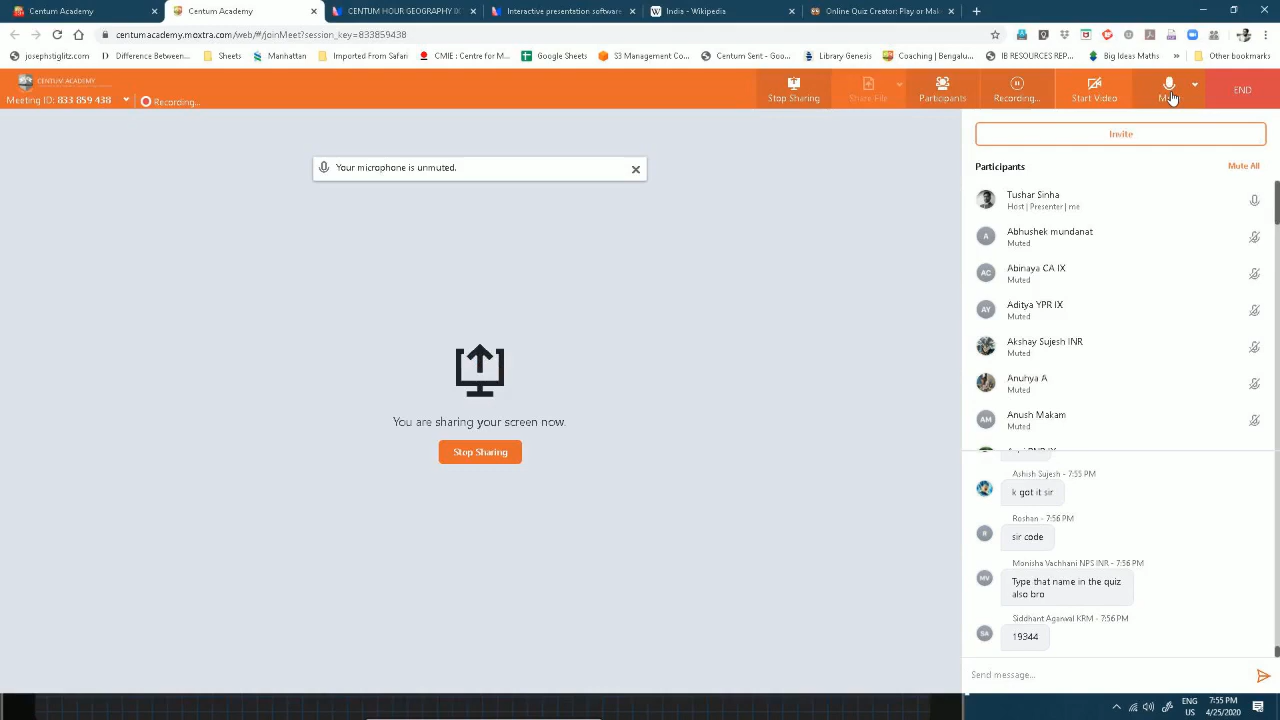 Centum Academy
Centum Academy
CENTUM HOUR GEOGRAPHY
Interactive presentation software
India - Wikipedia
Online Quiz Creator: Play or Mak
centumacademy.moxtra.com/web/#/joinMeet?session_key=833859438
josephstiglitz.com
Difference Between...
Sheets
Manhattan
Imported From Safari
CMIE : Centre for M...
Google Sheets
S3 Management Co...
Centum Sent - Goo...
Library Genesis
Coaching | Bengalu...
IB RESOURCES REP...
Big Ideas Maths
»
Other bookmarks
CENTUM ACADEMY
Meeting ID: 833 859 438
Recording...
Stop Sharing
Share File
Participants
Recording...
Start Video
END
Your microphone is unmuted.
You are sharing your screen now.
Stop Sharing
Invite
Participants
Mute All
Tushar Sinha
Host | Presenter | me
A
Abhushek mundanat
Muted
AC
Abinaya CA IX
Muted
AY
Aditya YPR IX
Muted
Akshay Sujesh INR
Muted
Anuhya A
Muted
AM
Anush Makam
Muted
Ashish Sujesh - 7:55 PM
k got it sir
Roshan - 7:56 PM
R
sir code
Monisha Vachhani NPS INR - 7:56 PM
MV
Type that name in the quiz
also bro
Siddhant Agarwal KRM - 7:56 PM
SA
19344
Send message...
ENG
US
7:55 PM
4/25/2020